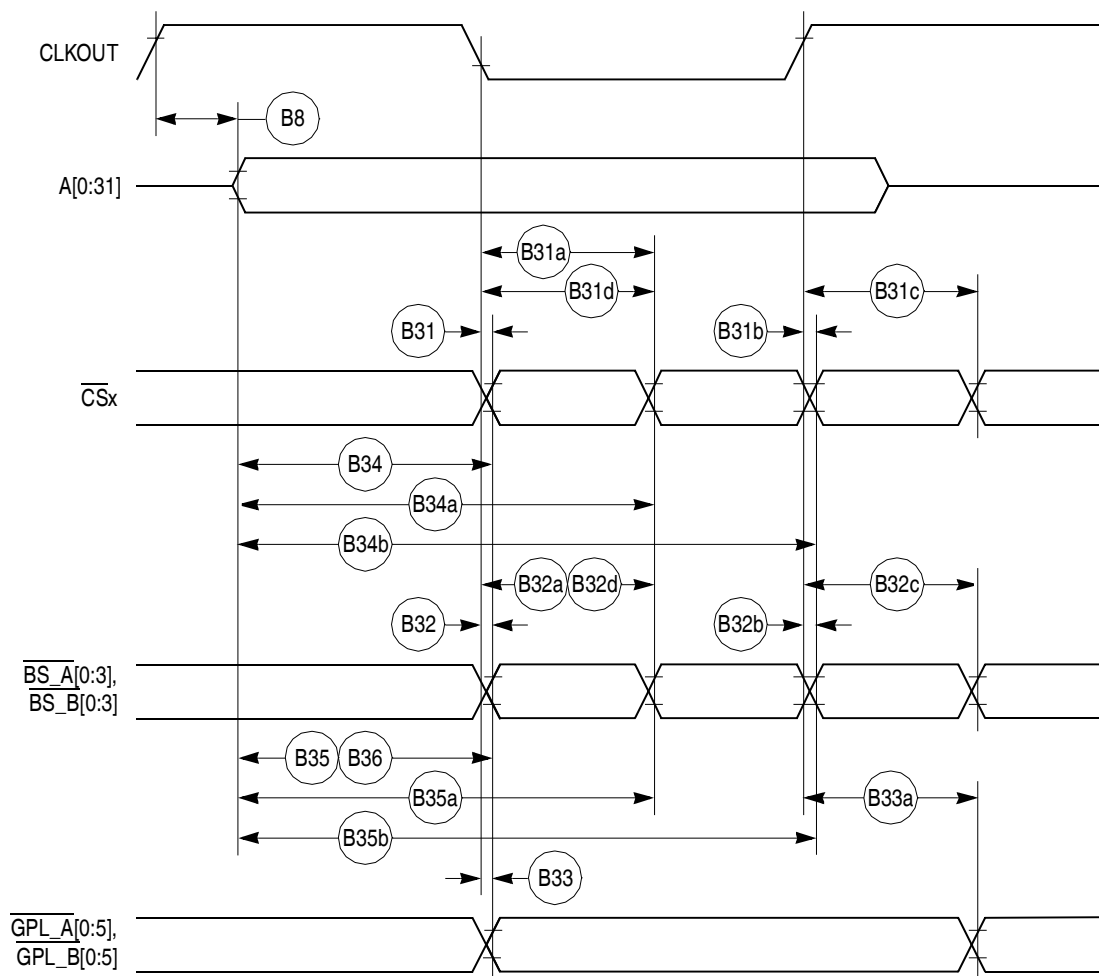 CLKOUT
B8
A[0:31]
B31a
B31d
B31c
B31
B31b
CSx
B34
B34a
B34b
B32a B32d
B32c
B32
B32b
BS_A[0:3],
BS_B[0:3]
B35 B36
B35a
B33a
B35b
B33
GPL_A[0:5],
GPL_B[0:5]